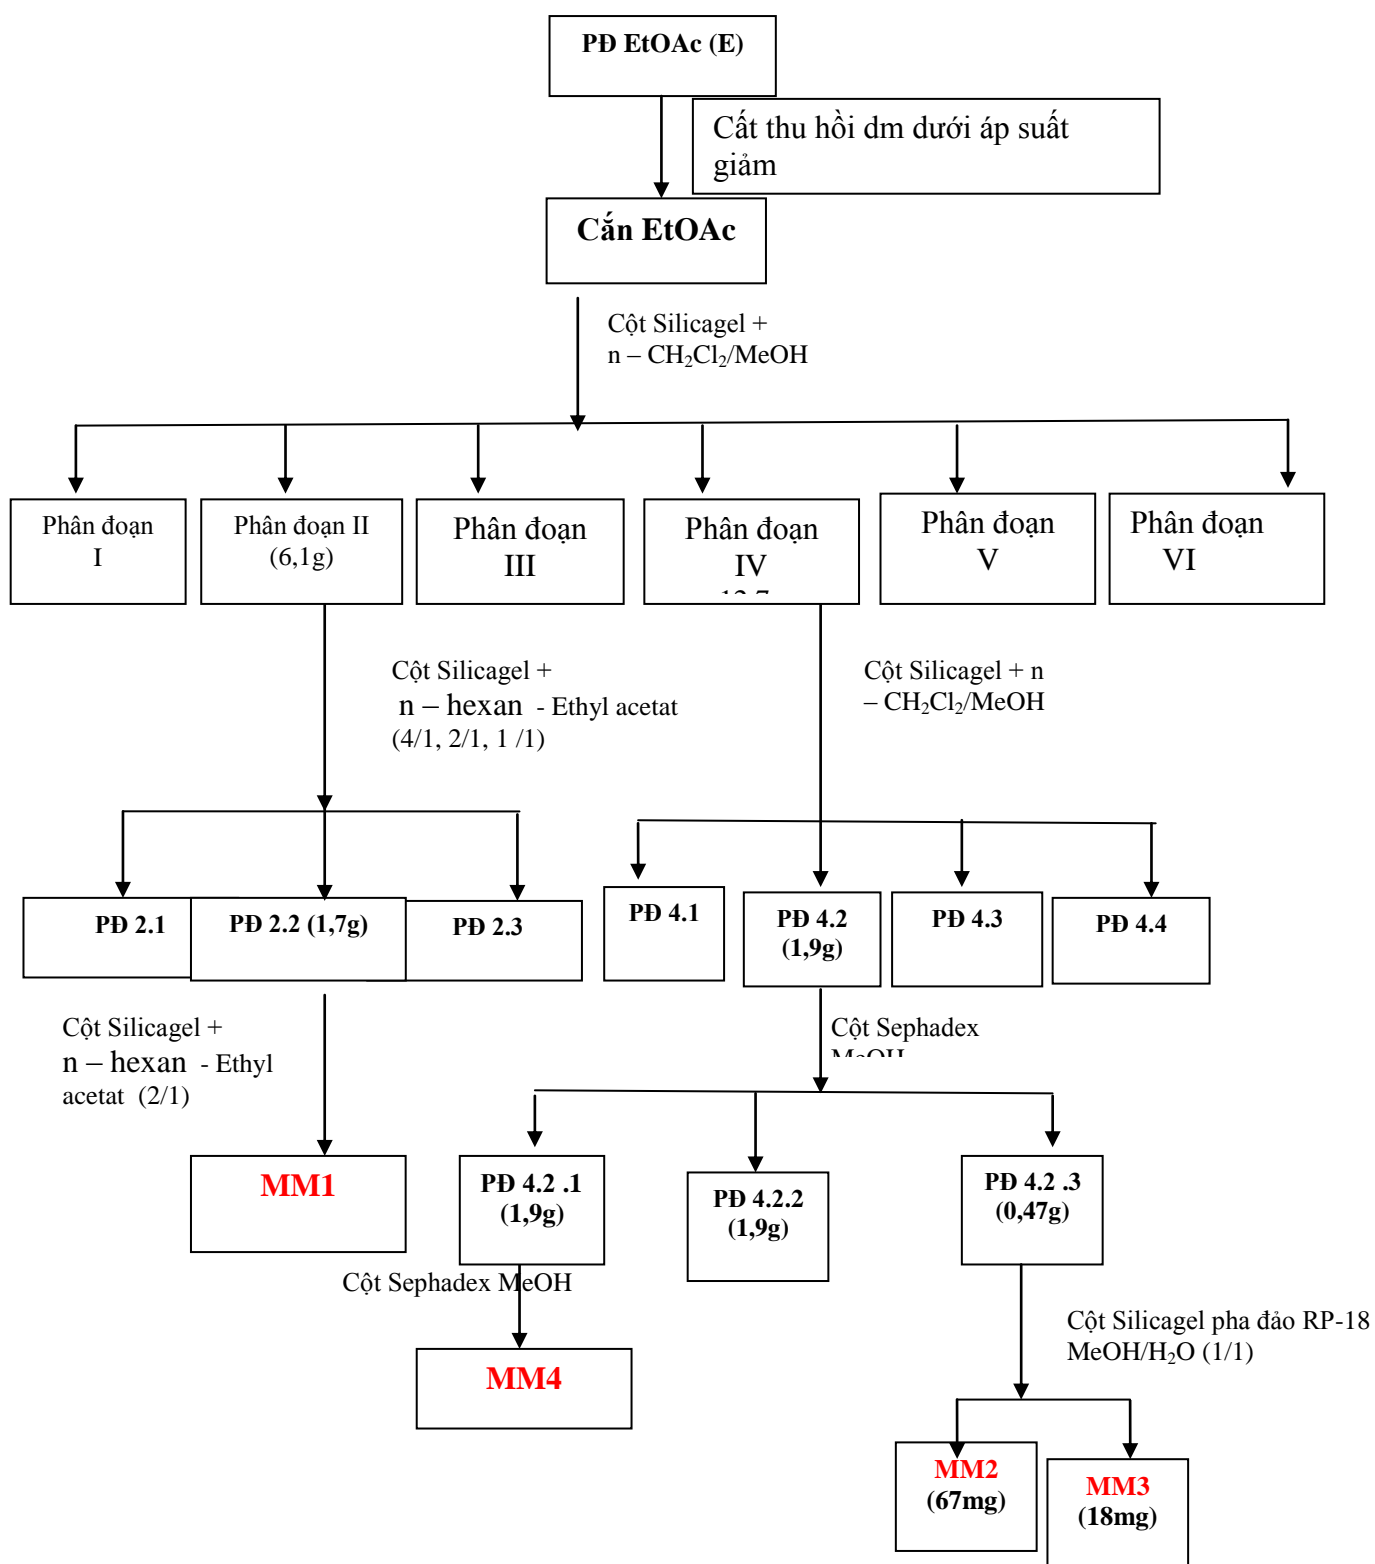 PĐ EtOAc (E)
Cất thu hồi dm dưới áp suất
giảm
Cắn EtOAc
Cột Silicagel +
n – CH₂Cl₂/MeOH
Phân đoạn
I
Phân đoạn II
(6,1g)
Phân đoạn
III
Phân đoạn
IV
Phân đoạn
V
Phân đoạn
VI
Cột Silicagel +
n – hexan - Ethyl acetat
(4/1, 2/1, 1 /1)
Cột Silicagel + n
– CH₂Cl₂/MeOH
PĐ 2.1
PĐ 2.2 (1,7g)
PĐ 2.3
PĐ 4.1
PĐ 4.2
(1,9g)
PĐ 4.3
PĐ 4.4
Cột Silicagel +
n – hexan - Ethyl
acetat (2/1)
Cột Sephadex
MeOH
MM1
PĐ 4.2 .1
(1,9g)
PĐ 4.2.2
(1,9g)
PĐ 4.2 .3
(0,47g)
Cột Sephadex MeOH
Cột Silicagel pha đảo RP-18
MeOH/H₂O (1/1)
MM4
MM2
(67mg)
MM3
(18mg)